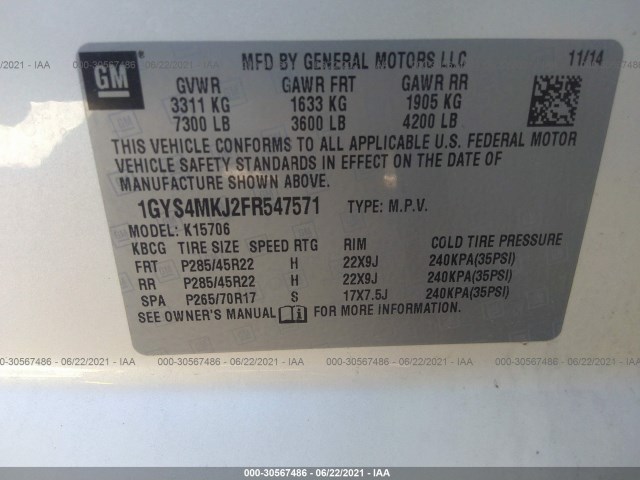 GM
MFD BY GENERAL MOTORS LLC 11/14
GVWR GAWR FRT GAWR RR
3311 KG 1633 KG 1905 KG
7300 LB 3600 LB 4200 LB
THIS VEHICLE CONFORMS TO ALL APPLICABLE U.S. FEDERAL MOTOR
VEHICLE SAFETY STANDARDS IN EFFECT ON THE DATE OF
MANUFACTURE SHOWN ABOVE.
1GYS4MKJ2FR547571 TYPE: M.P.V.
MODEL: K15706
KBCG TIRE SIZE SPEED RTG RIM COLD TIRE PRESSURE
FRT P285/45R22 H 22X9J 240KPA(35PSI)
RR P285/45R22 H 22X9J 240KPA(35PSI)
SPA P265/70R17 S 17X7.5J 240KPA(35PSI)
SEE OWNER'S MANUAL FOR MORE INFORMATION.
000-30567486 - 06/22/2021 - IAA